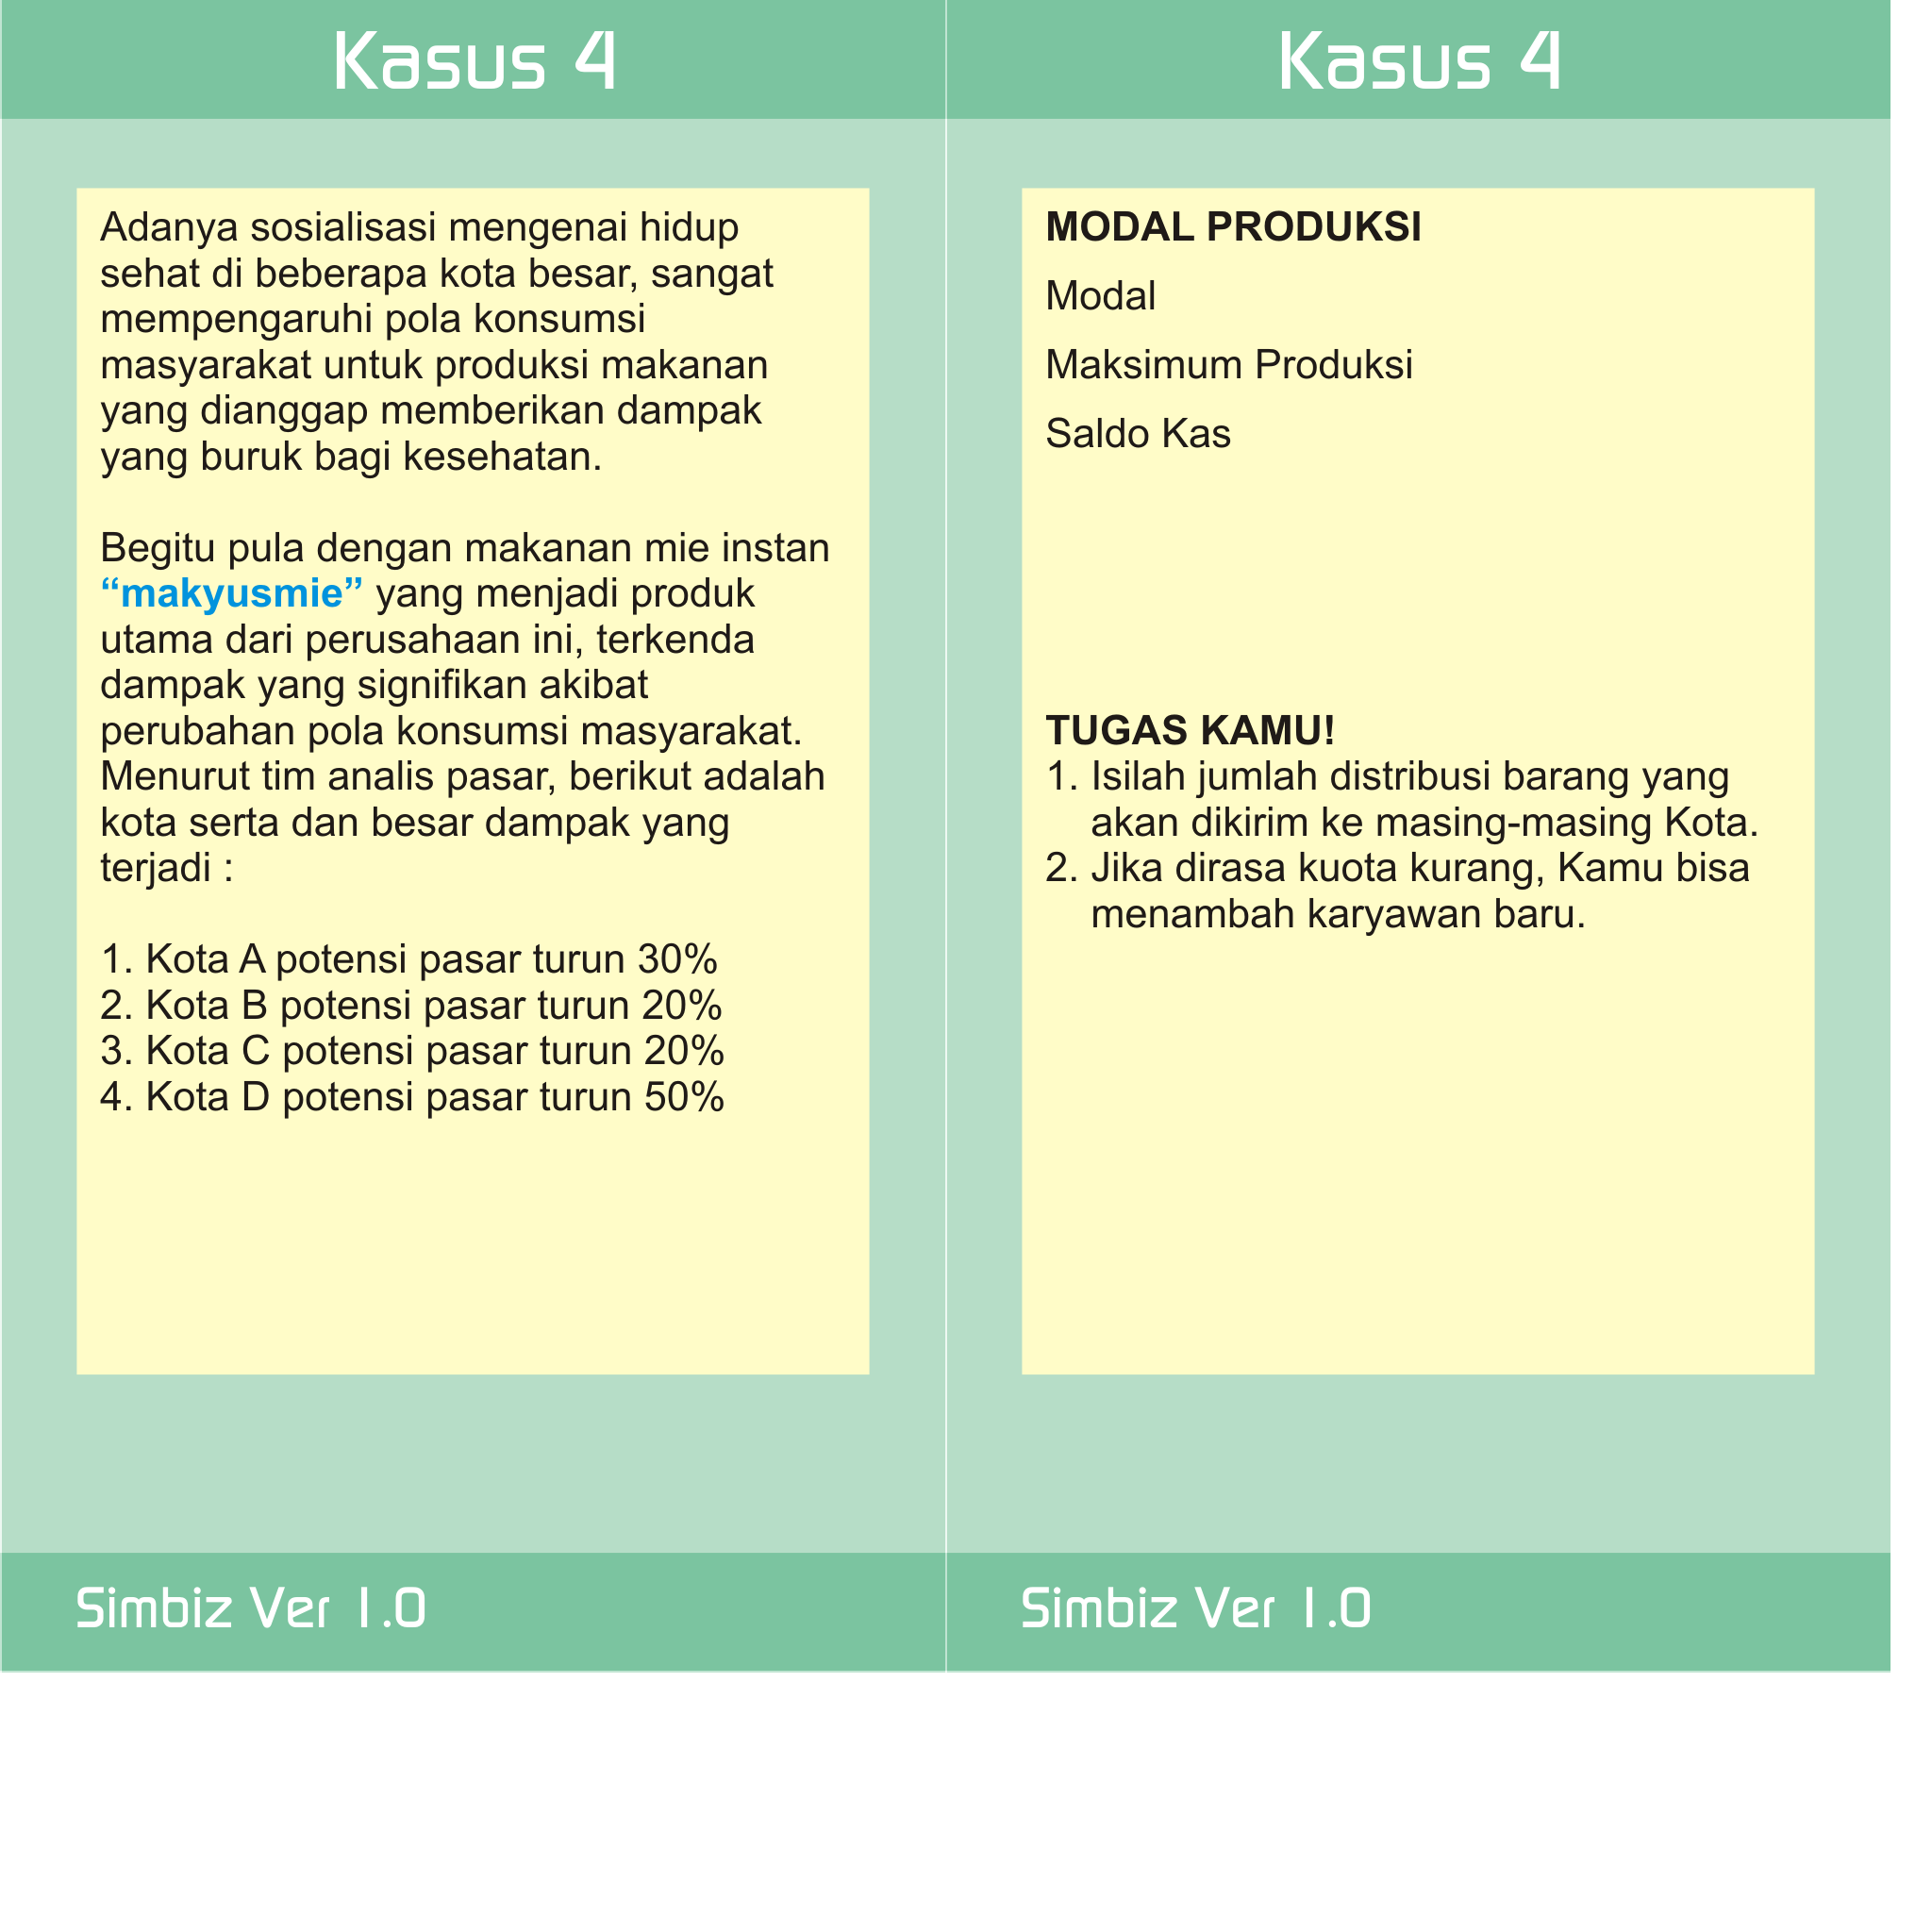 Kasus 4
Adanya sosialisasi mengenai hidup
sehat di beberapa kota besar, sangat
mempengaruhi pola konsumsi
masyarakat untuk produksi makanan
yang dianggap memberikan dampak
yang buruk bagi kesehatan.
Begitu pula dengan makanan mie instan
“makyusmie” yang menjadi produk
utama dari perusahaan ini, terkenda
dampak yang signifikan akibat
perubahan pola konsumsi masyarakat.
Menurut tim analis pasar, berikut adalah
kota serta dan besar dampak yang
terjadi :
1. Kota A potensi pasar turun 30%
2. Kota B potensi pasar turun 20%
3. Kota C potensi pasar turun 20%
4. Kota D potensi pasar turun 50%
Simbiz Ver 1.0
Kasus 4
MODAL PRODUKSI
Modal
Maksimum Produksi
Saldo Kas
TUGAS KAMU!
1. Isilah jumlah distribusi barang yang
akan dikirim ke masing-masing Kota.
2. Jika dirasa kuota kurang, Kamu bisa
menambah karyawan baru.
Simbiz Ver 1.0